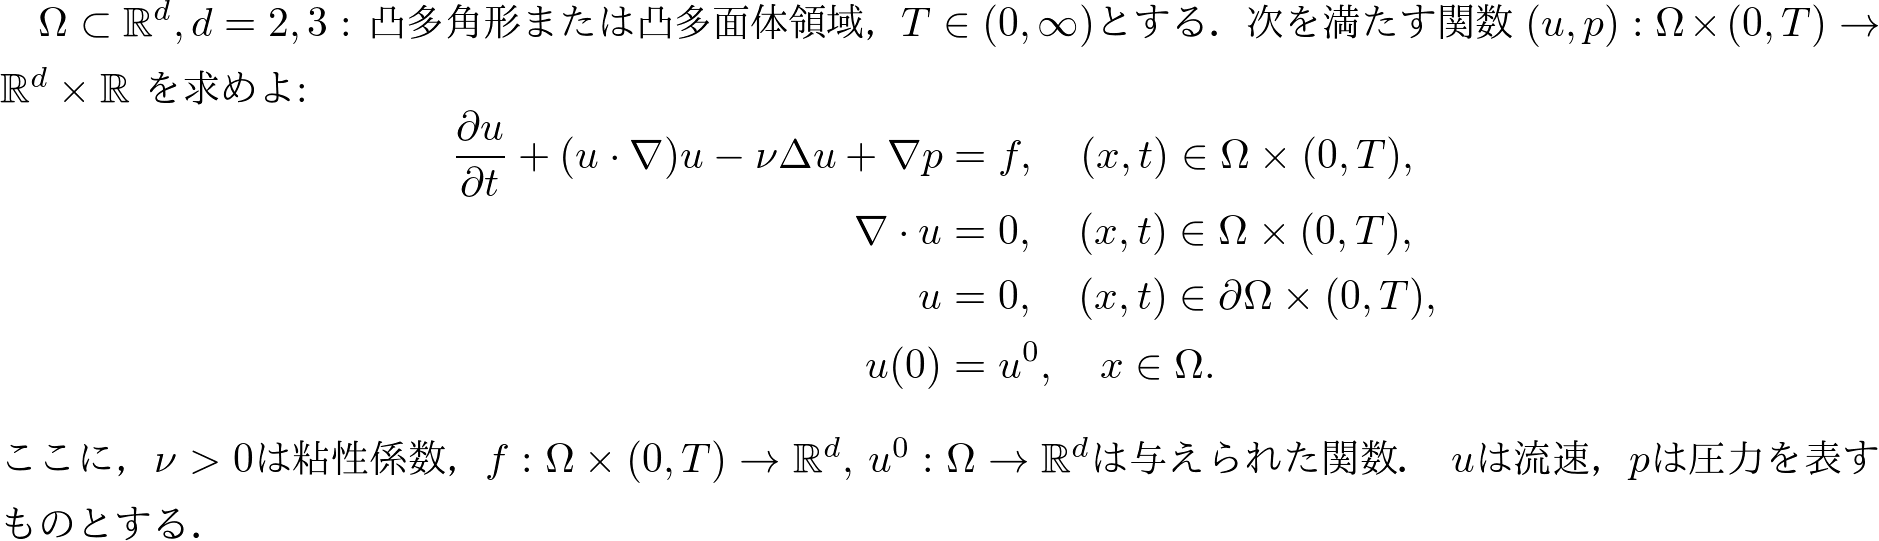 Ω ⊂ ℝ^d, d = 2, 3 : 凸多角形または凸多面体領域，T ∈ (0, ∞)とする．次を満たす関数 (u, p) : Ω × (0, T) →
ℝ^d × ℝ を求めよ:
∂u/∂t + (u · ∇)u − νΔu + ∇p = f, (x, t) ∈ Ω × (0, T),
∇ · u = 0, (x, t) ∈ Ω × (0, T),
u = 0, (x, t) ∈ ∂Ω × (0, T),
u(0) = u^0, x ∈ Ω.
ここに，ν > 0は粘性係数，f : Ω × (0, T) → ℝ^d, u^0 : Ω → ℝ^dは与えられた関数． uは流速，pは圧力を表す
ものとする．